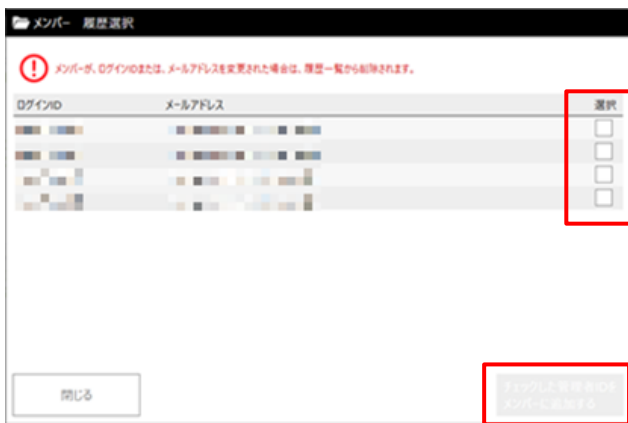 メンバー 履歴選択
メンバーが、ログインIDまたは、メールアドレスを変更された場合は、履歴一覧から削除されます。
ログインID メールアドレス 選択
閉じる
チェックした管理者IDを
メンバーに追加する